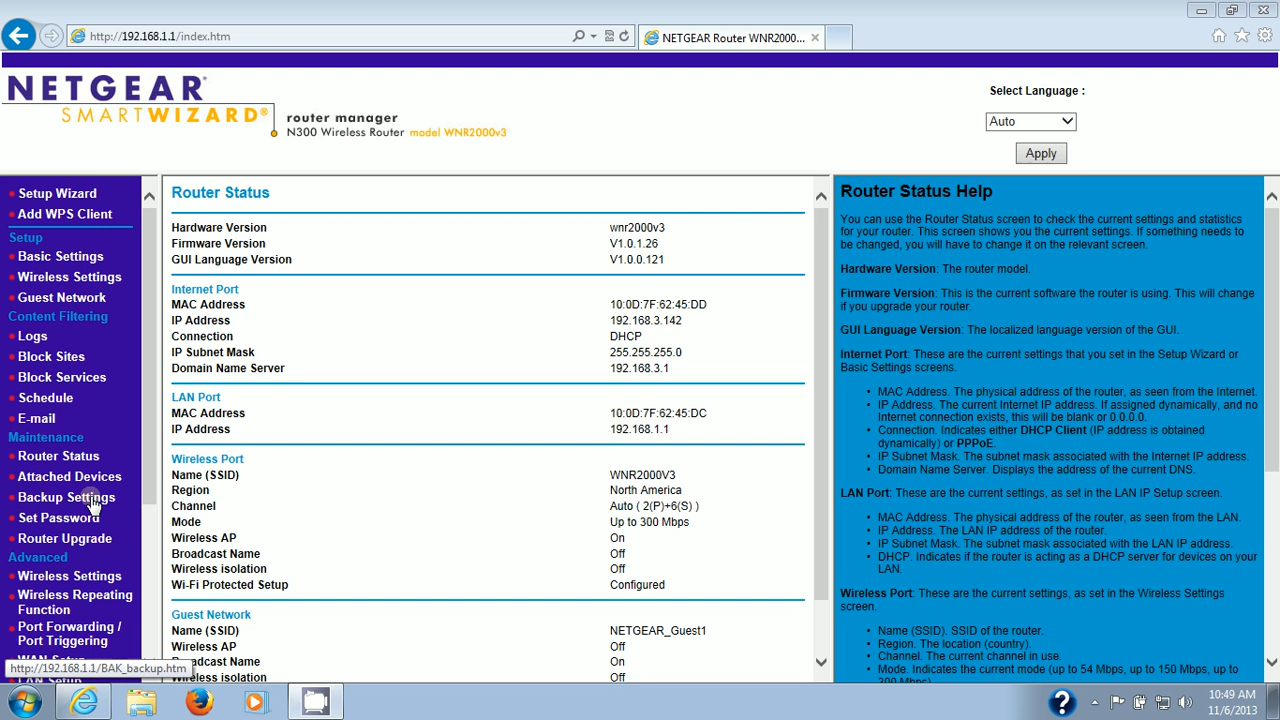 http://192.168.1.1/index.htm
NETGEAR Router WNR2000...
NETGEAR®
SMARTWIZARD®
router manager
N300 Wireless Router model WNR2000v3
Select Language :
Auto
Apply
Setup Wizard
Add WPS Client
Setup
Basic Settings
Wireless Settings
Guest Network
Content Filtering
Logs
Block Sites
Block Services
Schedule
E-mail
Maintenance
Router Status
Attached Devices
Backup Settings
Set Password
Router Upgrade
Advanced
Wireless Settings
Wireless Repeating
Function
Port Forwarding /
Port Triggering
WAN Setup
LAN Setup
http://192.168.1.1/BAK_backup.htm
Router Status
Hardware Version wnr2000v3
Firmware Version V1.0.1.26
GUI Language Version V1.0.0.121
Internet Port
MAC Address 10:0D:7F:62:45:DD
IP Address 192.168.3.142
Connection DHCP
IP Subnet Mask 255.255.255.0
Domain Name Server 192.168.3.1
LAN Port
MAC Address 10:0D:7F:62:45:DC
IP Address 192.168.1.1
Wireless Port
Name (SSID) WNR2000V3
Region North America
Channel Auto ( 2(P)+6(S) )
Mode Up to 300 Mbps
Wireless AP On
Broadcast Name Off
Wireless isolation Off
Wi-Fi Protected Setup Configured
Guest Network
Name (SSID) NETGEAR_Guest1
Wireless AP Off
Broadcast Name On
Wireless isolation Off
Router Status Help
You can use the Router Status screen to check the current settings and statistics
for your router. This screen shows you the current settings. If something needs to
be changed, you will have to change it on the relevant screen.
Hardware Version: The router model.
Firmware Version: This is the current software the router is using. This will change
if you upgrade your router.
GUI Language Version: The localized language version of the GUI.
Internet Port: These are the current settings that you set in the Setup Wizard or
Basic Settings screens.
• MAC Address. The physical address of the router, as seen from the Internet.
• IP Address. The current Internet IP address. If assigned dynamically, and no
Internet connection exists, this will be blank or 0.0.0.0.
• Connection. Indicates either DHCP Client (IP address is obtained
dynamically) or PPPoE.
• IP Subnet Mask. The subnet mask associated with the Internet IP address.
• Domain Name Server. Displays the address of the current DNS.
LAN Port: These are the current settings, as set in the LAN IP Setup screen.
• MAC Address. The physical address of the router, as seen from the LAN.
• IP Address. The LAN IP address of the router.
• IP Subnet Mask. The subnet mask associated with the LAN IP address.
• DHCP. Indicates if the router is acting as a DHCP server for devices on your
LAN.
Wireless Port: These are the current settings, as set in the Wireless Settings
screen.
• Name (SSID). SSID of the router.
• Region. The location (country).
• Channel. The current channel in use.
• Mode. Indicates the current mode (up to 54 Mbps, up to 150 Mbps, up to
300 Mbps)
10:49 AM
11/6/2013